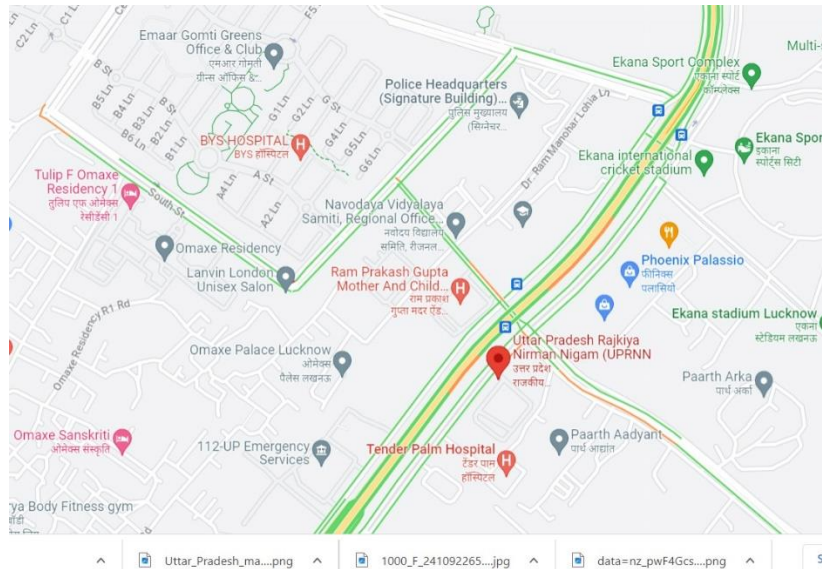 Emaar Gomti Greens
Office & Club
एमआर गोमती
ग्रीन्स ऑफिस &...
C2 Ln
C1 Ln
F5
B St
B5 Ln
B4 Ln
B3 Ln
B2 Ln
B1 Ln
B6 Ln
B St
G1 Ln
G2 Ln
G St
G4 Ln
G5 Ln
G6 Ln
BYS HOSPITAL
BYS हॉस्पिटल
A St
A4 Ln
A2 Ln
South St
Police Headquarters
(Signature Building)...
पुलिस मुख्यालय
(सिग्नेचर...
Dr. Ram Manohar Lohia Ln
Ekana Sport Complex
एकाना स्पोर्ट
कॉम्प्लेक्स
Multi-
Ekana Spor
इकाना
स्पोर्ट्स सिटी
Ekana international
cricket stadium
Tulip F Omaxe
Residency 1
तुलिप एफ ओमेक्स
रेसीडेंसी 1
Navodaya Vidyalaya
Samiti, Regional Office...
नवोदय विद्यालय
समिति, रीजनल...
Omaxe Residency
Lanvin London
Unisex Salon
Ram Prakash Gupta
Mother And Child...
राम प्रकाश
गुप्ता मदर ऍंड...
Phoenix Palassio
फीनिक्स
पलासियो
Ekana stadium Lucknow
एकाना
स्टेडियम लखनऊ
Omaxe Residency R1 Rd
Omaxe Palace Lucknow
ओमेक्स
पैलेस लखनऊ
Uttar Pradesh Rajkiya
Nirman Nigam (UPRNN
उत्तर प्रदेश
राजकीय
Paarth Arka
पार्थ अर्का
Omaxe Sanskriti
ओमेक्स संस्कृति
112-UP Emergency
Services
Tender Palm Hospital
टेंडर पाम
हॉस्पिटल
Paarth Aadyant
पार्थ आद्यांत
rya Body Fitness gym
Uttar_Pradesh_ma....png
1000_F_241092265....jpg
data=nz_pwF4Gcs....png
S